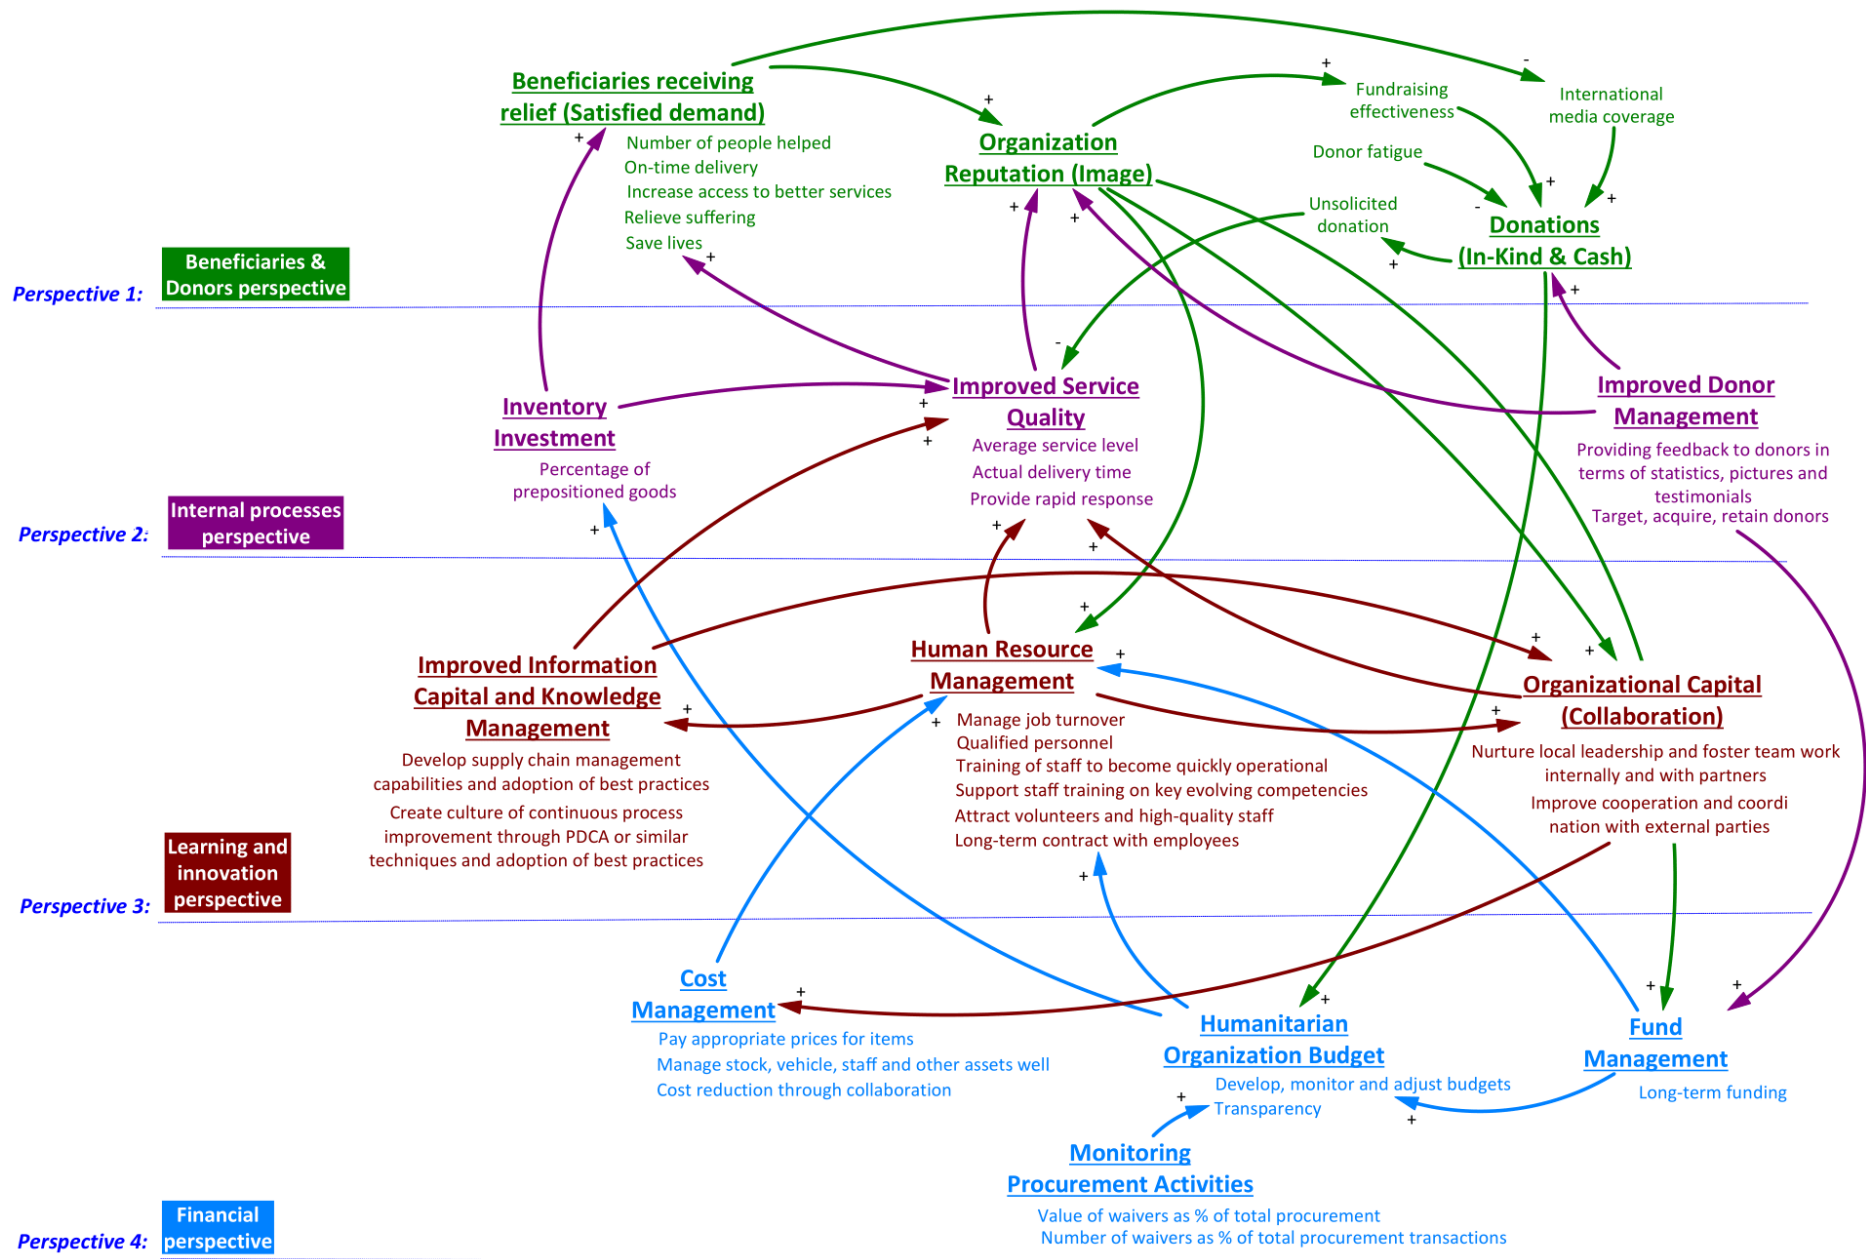 Beneficiaries receiving
relief (Satisfied demand)
Number of people helped
On-time delivery
Increase access to better services
Relieve suffering
Save lives
Organization
Reputation (Image)
Fundraising
effectiveness
International
media coverage
Donor fatigue
Unsolicited
donation
Donations
(In-Kind & Cash)
+
+
+
-
+
+
-
+
+
+
+
+
Perspective 1:
Beneficiaries &
Donors perspective
-
Inventory
Investment
Percentage of
prepositioned goods
+
+
+
Improved Service
Quality
Average service level
Actual delivery time
Provide rapid response
+
+
Improved Donor
Management
Providing feedback to donors in
terms of statistics, pictures and
testimonials
Target, acquire, retain donors
Perspective 2:
Internal processes
perspective
Improved Information
Capital and Knowledge
Management
Develop supply chain management
capabilities and adoption of best practices
Create culture of continuous process
improvement through PDCA or similar
techniques and adoption of best practices
+
+
+
+
Human Resource
Management
Manage job turnover
Qualified personnel
Training of staff to become quickly operational
Support staff training on key evolving competencies
Attract volunteers and high-quality staff
Long-term contract with employees
+
+
+
+
Organizational Capital
(Collaboration)
Nurture local leadership and foster team work
internally and with partners
Improve cooperation and coordi
nation with external parties
Perspective 3:
Learning and
innovation
perspective
Cost
Management
+
Pay appropriate prices for items
Manage stock, vehicle, staff and other assets well
Cost reduction through collaboration
+
Humanitarian
Organization Budget
Develop, monitor and adjust budgets
Transparency
+
+
+
+
Fund
Management
Long-term funding
Monitoring
Procurement Activities
Value of waivers as % of total procurement
Number of waivers as % of total procurement transactions
Perspective 4:
Financial
perspective